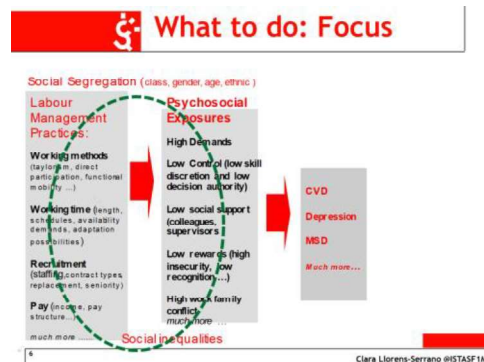 What to do: Focus
Social Segregation (class, gender, age, ethnic )
Labour
Management
Practices:
Working methods
(taylorism, direct
participation, functional
mobility ...)
Working time (length,
schedules, availability
demands, adaptation
possibilities)
Recruitment
(staffing, contract types,
replacement, seniority)
Pay (income, pay
structure...)
much more ......
Psychosocial
Exposures
High Demands
Low Control (low skill
discretion and low
decision authority)
Low social support
(colleagues,
supervisors)
Low rewards (high
insecurity, low
recognition ...)
High work family
conflict
much more ...
CVD
Depression
MSD
Much more...
Social inequalities
6
Clara Llorens-Serrano @ISTASF1M